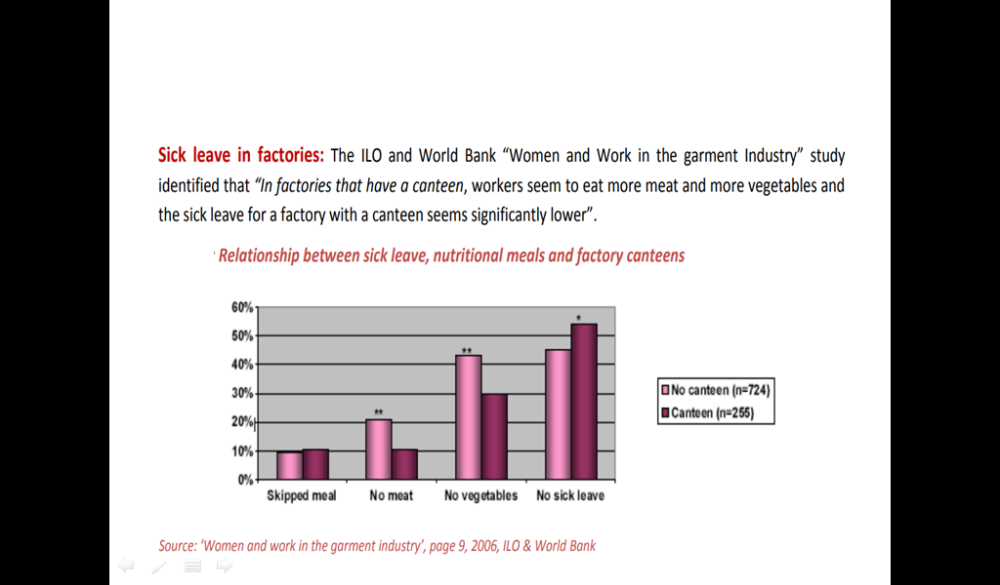 Sick leave in factories: The ILO and World Bank “Women and Work in the garment Industry” study
identified that “In factories that have a canteen, workers seem to eat more meat and more vegetables and
the sick leave for a factory with a canteen seems significantly lower”.
Relationship between sick leave, nutritional meals and factory canteens
60%
50%
40%
30%
20%
10%
0%
**
**
*
Skipped meal No meat No vegetables No sick leave
No canteen (n=724)
Canteen (n=255)
Source: ‘Women and work in the garment industry’, page 9, 2006, ILO & World Bank